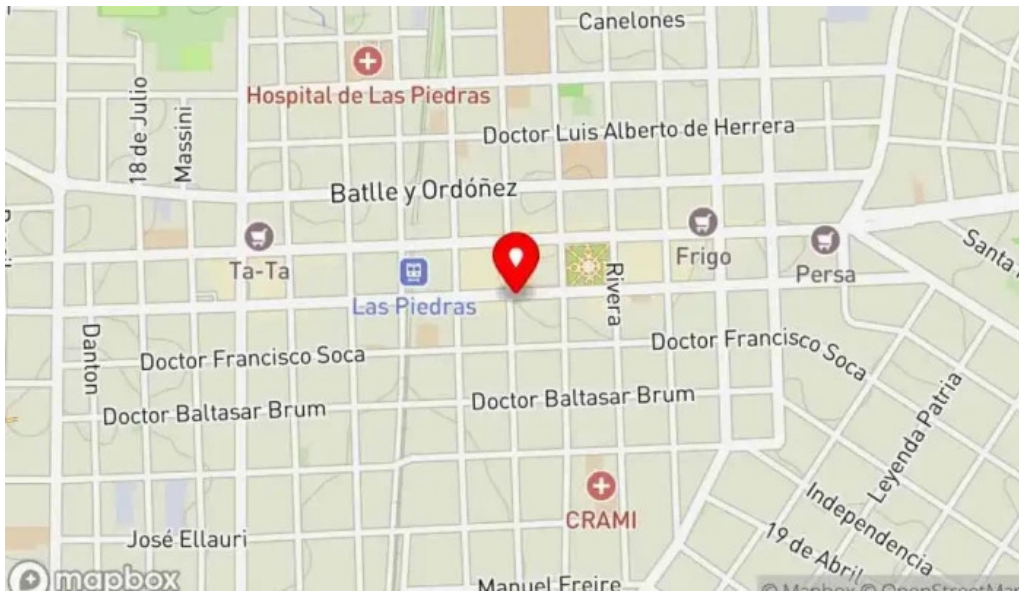 Canelones
Hospital de Las Piedras
18 de Julio
Massini
Doctor Luis Alberto de Herrera
Batlle y Ordóñez
Ta-Ta
Las Piedras
Rivera
Frigo
Persa
Santa
Danton
Doctor Francisco Soca
Doctor Francisco Soca
Doctor Baltasar Brum
Doctor Baltasar Brum
Leyenda Patria
CRAMI
Independencia
19 de Abril
José Ellauri
Manuel Freire
mapbox
© Mapbox © OpenStreetMap